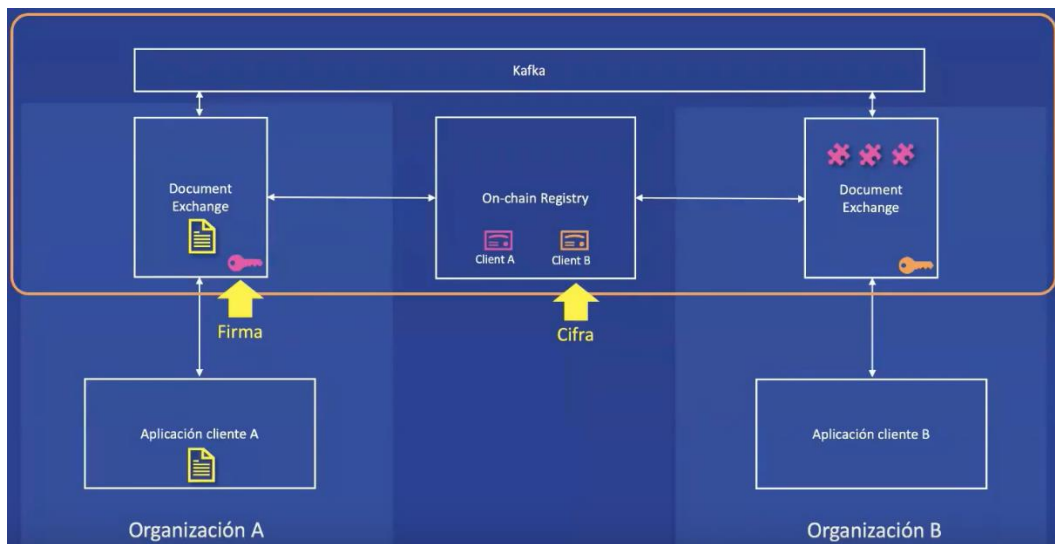 Kafka
Document
Exchange
On-chain Registry
Client A
Client B
Document
Exchange
Firma
Cifra
Aplicación cliente A
Aplicación cliente B
Organización A
Organización B